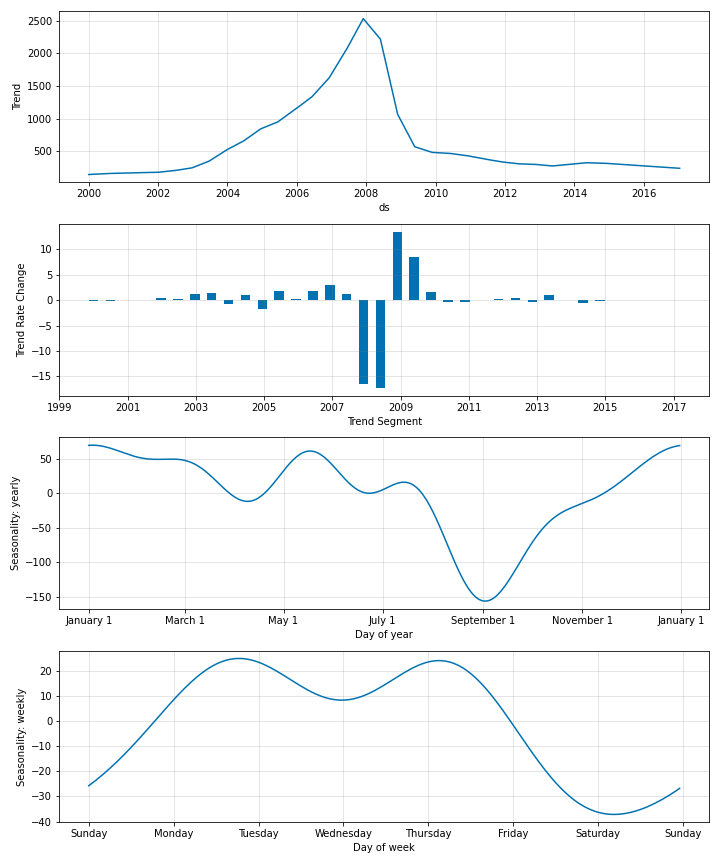 Trend
2500
2000
1500
1000
500
2000 2002 2004 2006 2008 2010 2012 2014 2016
ds
Trend Rate Change
10
5
0
−5
−10
−15
1999 2001 2003 2005 2007 2009 2011 2013 2015 2017
Trend Segment
Seasonality: yearly
50
0
−50
−100
−150
January 1 March 1 May 1 July 1 September 1 November 1 January 1
Day of year
Seasonality: weekly
20
10
0
−10
−20
−30
−40
Sunday Monday Tuesday Wednesday Thursday Friday Saturday Sunday
Day of week